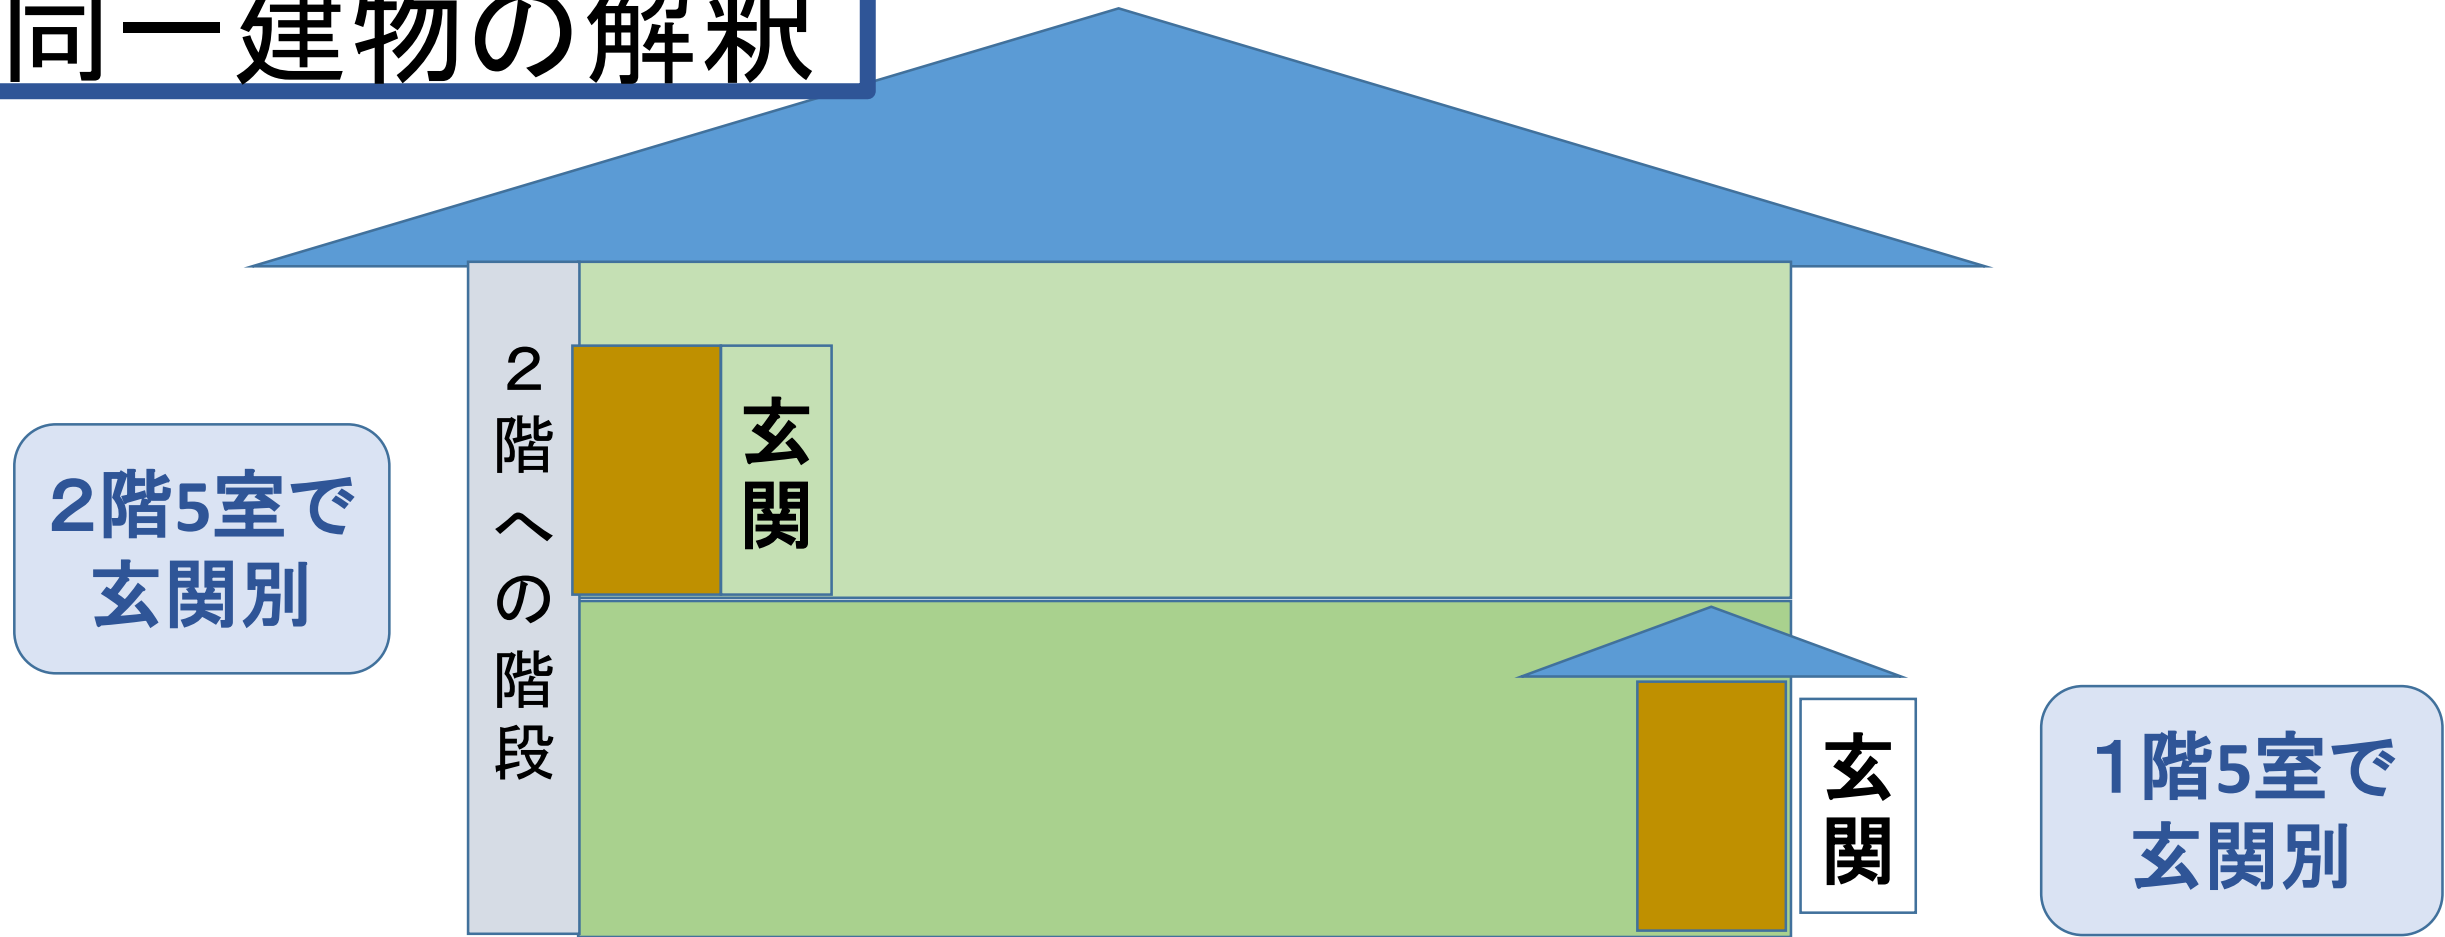 同一建物の解釈
２階への階段
玄関
２階5室で
玄関別
玄関
１階5室で
玄関別